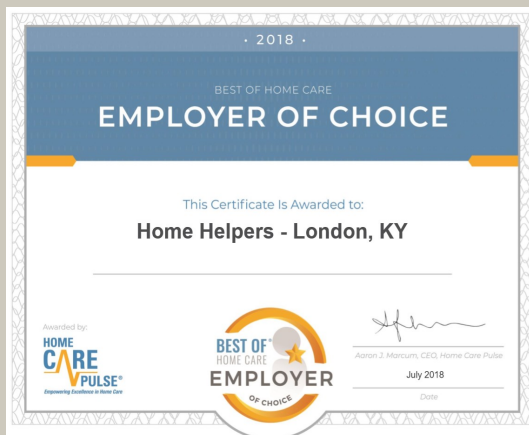 • 2018 •
BEST OF HOME CARE
EMPLOYER OF CHOICE
This Certificate Is Awarded to:
Home Helpers - London, KY
Awarded by:
HOME
CARE
PULSE®
Empowering Excellence in Home Care
BEST OF®
HOME CARE
EMPLOYER
OF CHOICE
Aaron J. Marcum, CEO, Home Care Pulse
July 2018
Date